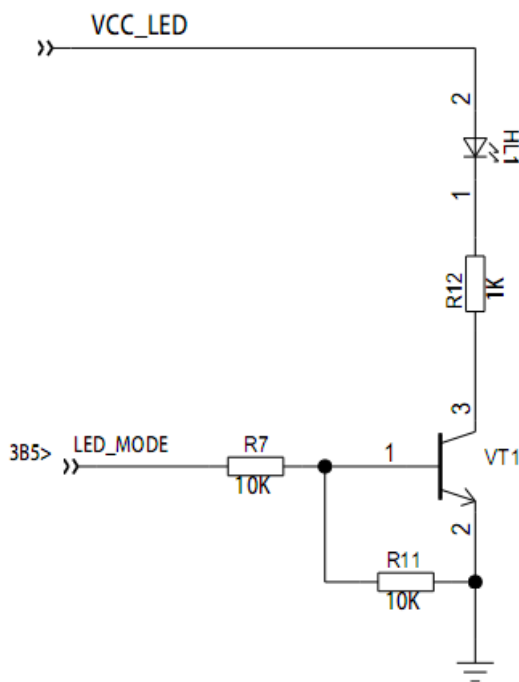 VCC_LED
2
HL1
1
R12 1K
3
3B5> LED_MODE
R7
10K
1
VT1
2
R11
10K